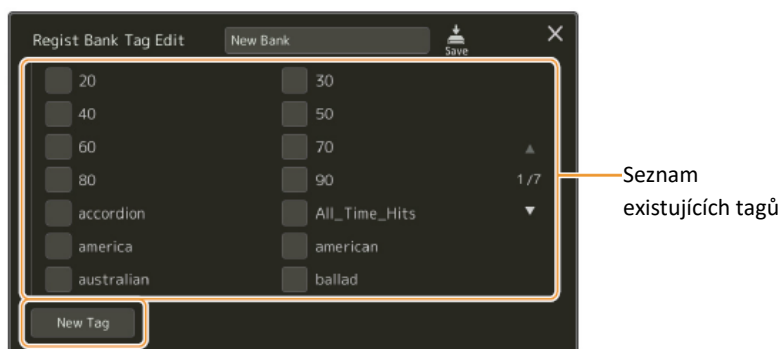 Regist Bank Tag Edit New Bank Save
20 30
40 50
60 70
80 90 1/7
accordion All_Time_Hits
america american
australian ballad
New Tag
Seznam
existujících tagů